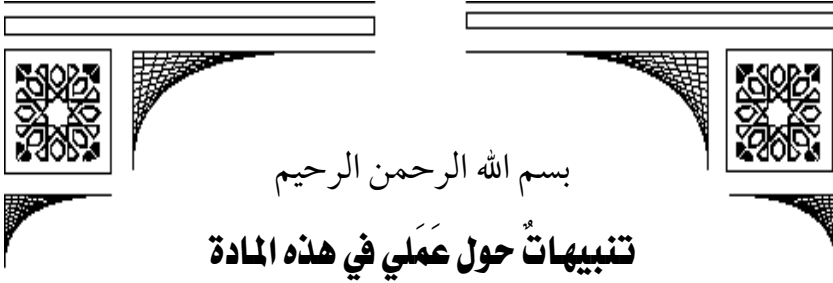 بسم الله الرحمن الرحيم
تنبيهاتٌ حول عَمَلي في هذه المادة